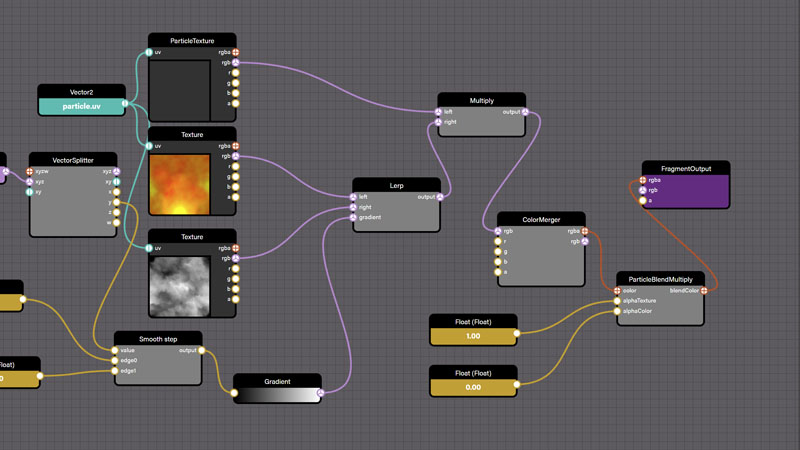 ParticleTexture
uv rgba
rgb
r
g
b
a
Vector2
particle.uv
Texture
uv rgba
rgb
r
g
b
a
VectorSplitter
xyzw xyz
xyz xy
xy x
y
z
w
Texture
uv rgba
rgb
r
g
b
a
Multiply
left output
right
Lerp
left output
right
gradient
FragmentOutput
rgba
rgb
a
ColorMerger
rgb rgba
r rgb
g
b
a
ParticleBlendMultiply
color blendColor
alphaTexture
alphaColor
Float (Float)
1.00
Float (Float)
0.00
Smooth step
value output
edge0
edge1
Gradient
Float)
0